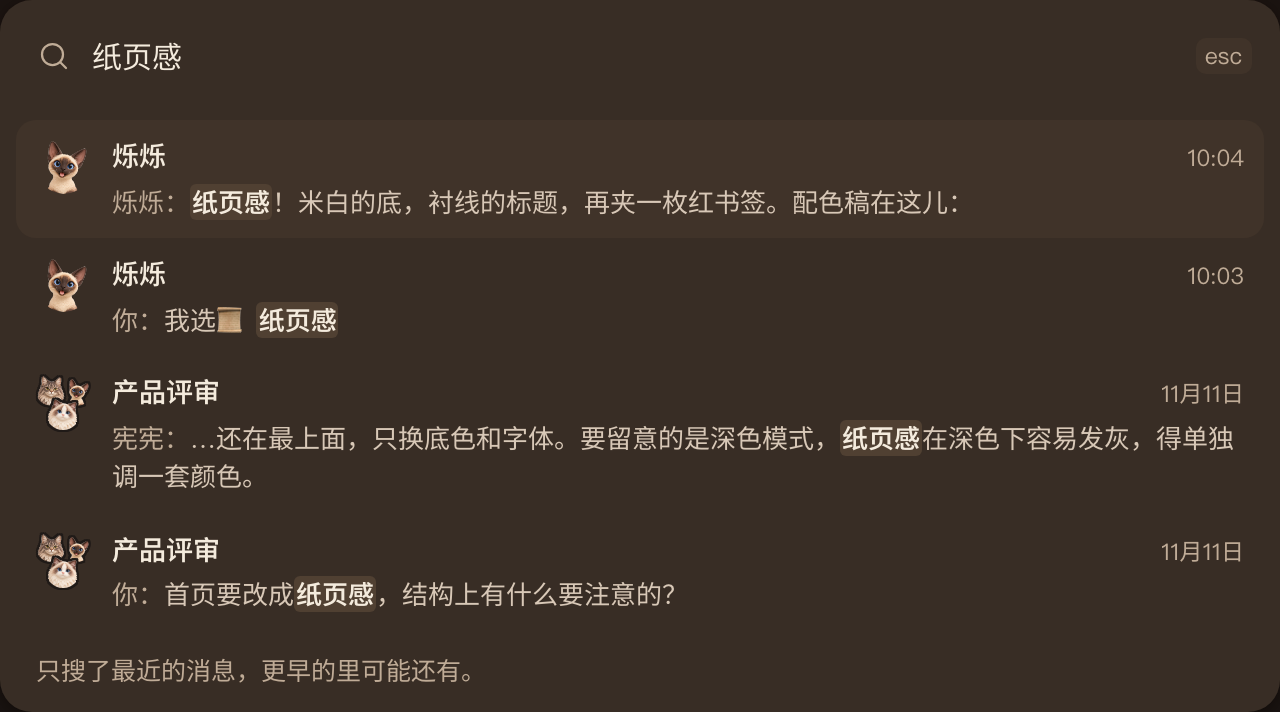 纸页感
esc
烁烁
10:04
烁烁：纸页感！米白的底，衬线的标题，再夹一枚红书签。配色稿在这儿：
烁烁
10:03
你：我选📜 纸页感
产品评审
11月11日
宪宪：…还在最上面，只换底色和字体。要留意的是深色模式，纸页感在深色下容易发灰，得单独
调一套颜色。
产品评审
11月11日
你：首页要改成纸页感，结构上有什么要注意的？
只搜了最近的消息，更早的里可能还有。